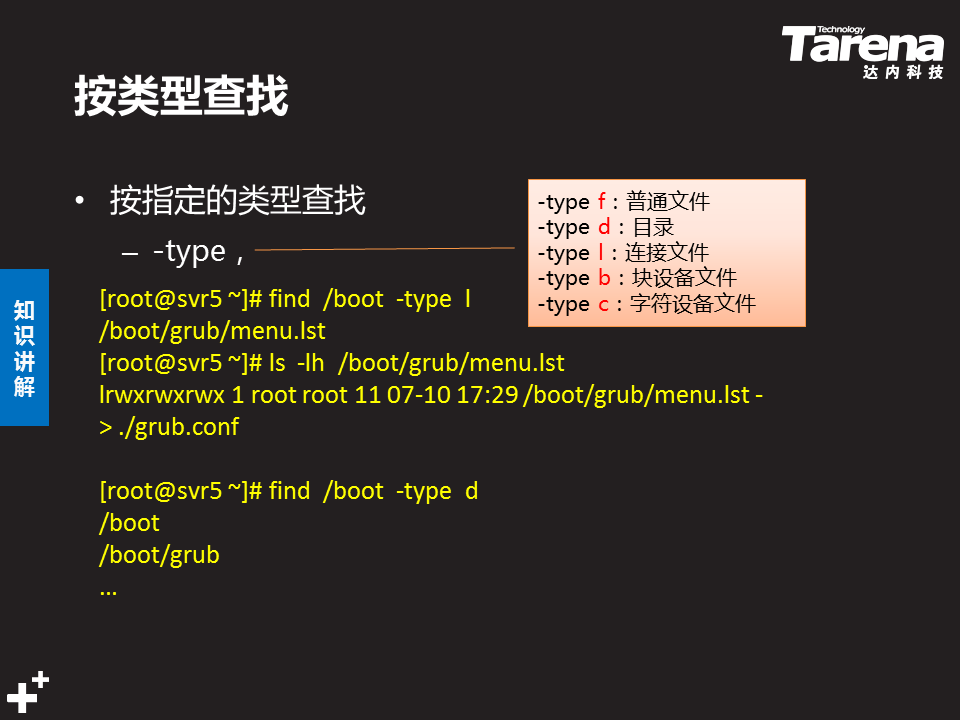 Technology
Tarena
达内科技
按类型查找
• 按指定的类型查找
– -type ,
-type f：普通文件
-type d：目录
-type l：连接文件
-type b：块设备文件
-type c：字符设备文件
知识讲解
[root@svr5 ~]# find /boot -type l
/boot/grub/menu.lst
[root@svr5 ~]# ls -lh /boot/grub/menu.lst
lrwxrwxrwx 1 root root 11 07-10 17:29 /boot/grub/menu.lst -
> ./grub.conf
[root@svr5 ~]# find /boot -type d
/boot
/boot/grub
...